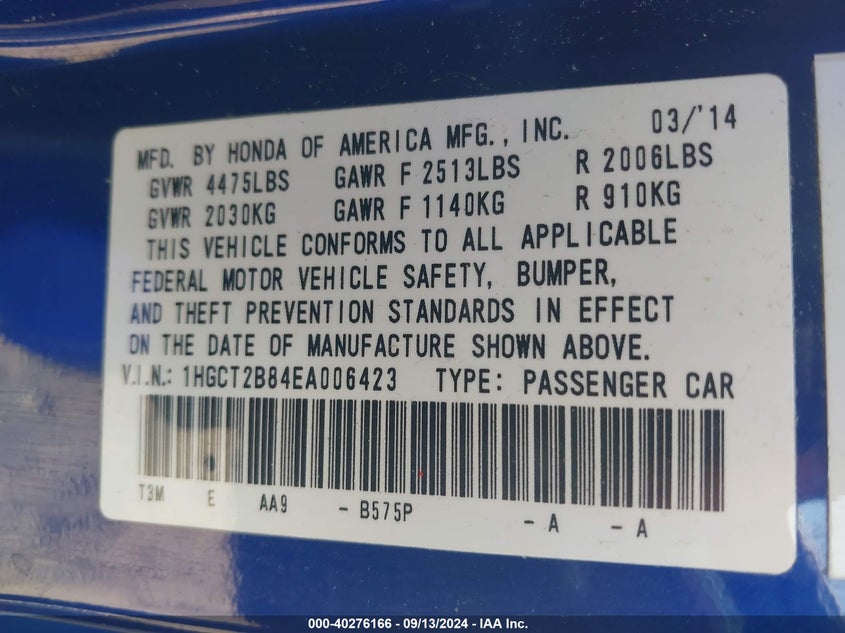 MFD. BY HONDA OF AMERICA MFG., INC. 03/'14
GVWR 4475LBS GAWR F 2513LBS R 2006LBS
GVWR 2030KG GAWR F 1140KG R 910KG
THIS VEHICLE CONFORMS TO ALL APPLICABLE
FEDERAL MOTOR VEHICLE SAFETY, BUMPER,
AND THEFT PREVENTION STANDARDS IN EFFECT
ON THE DATE OF MANUFACTURE SHOWN ABOVE.
V.I.N.: 1HGCT2B84EA006423 TYPE: PASSENGER CAR
T3M E AA9 - B575P - A - A
000-40276166 - 09/13/2024 - IAA Inc.